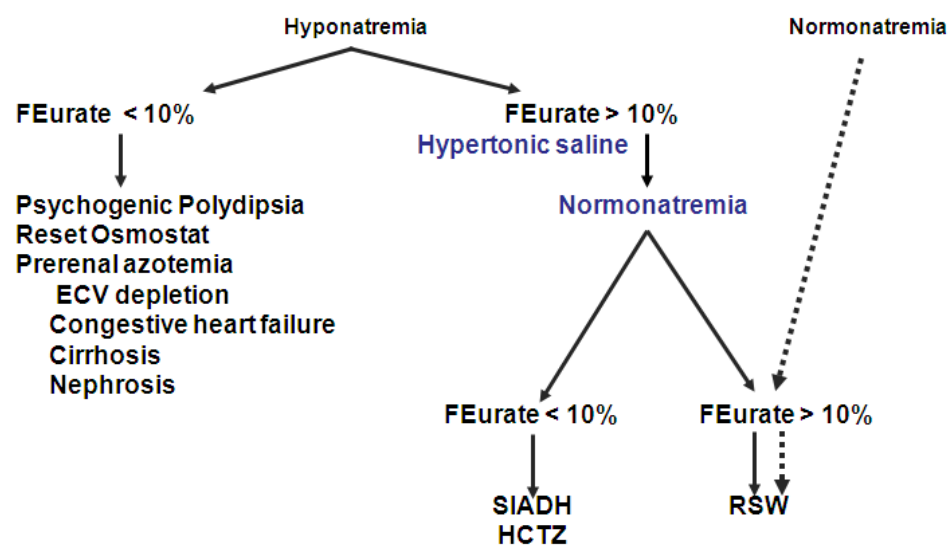 Hyponatremia
Normonatremia
FEurate < 10%
FEurate > 10%
Hypertonic saline
Psychogenic Polydipsia
Reset Osmostat
Prerenal azotemia
ECV depletion
Congestive heart failure
Cirrhosis
Nephrosis
Normonatremia
FEurate < 10%
FEurate > 10%
SIADH
HCTZ
RSW